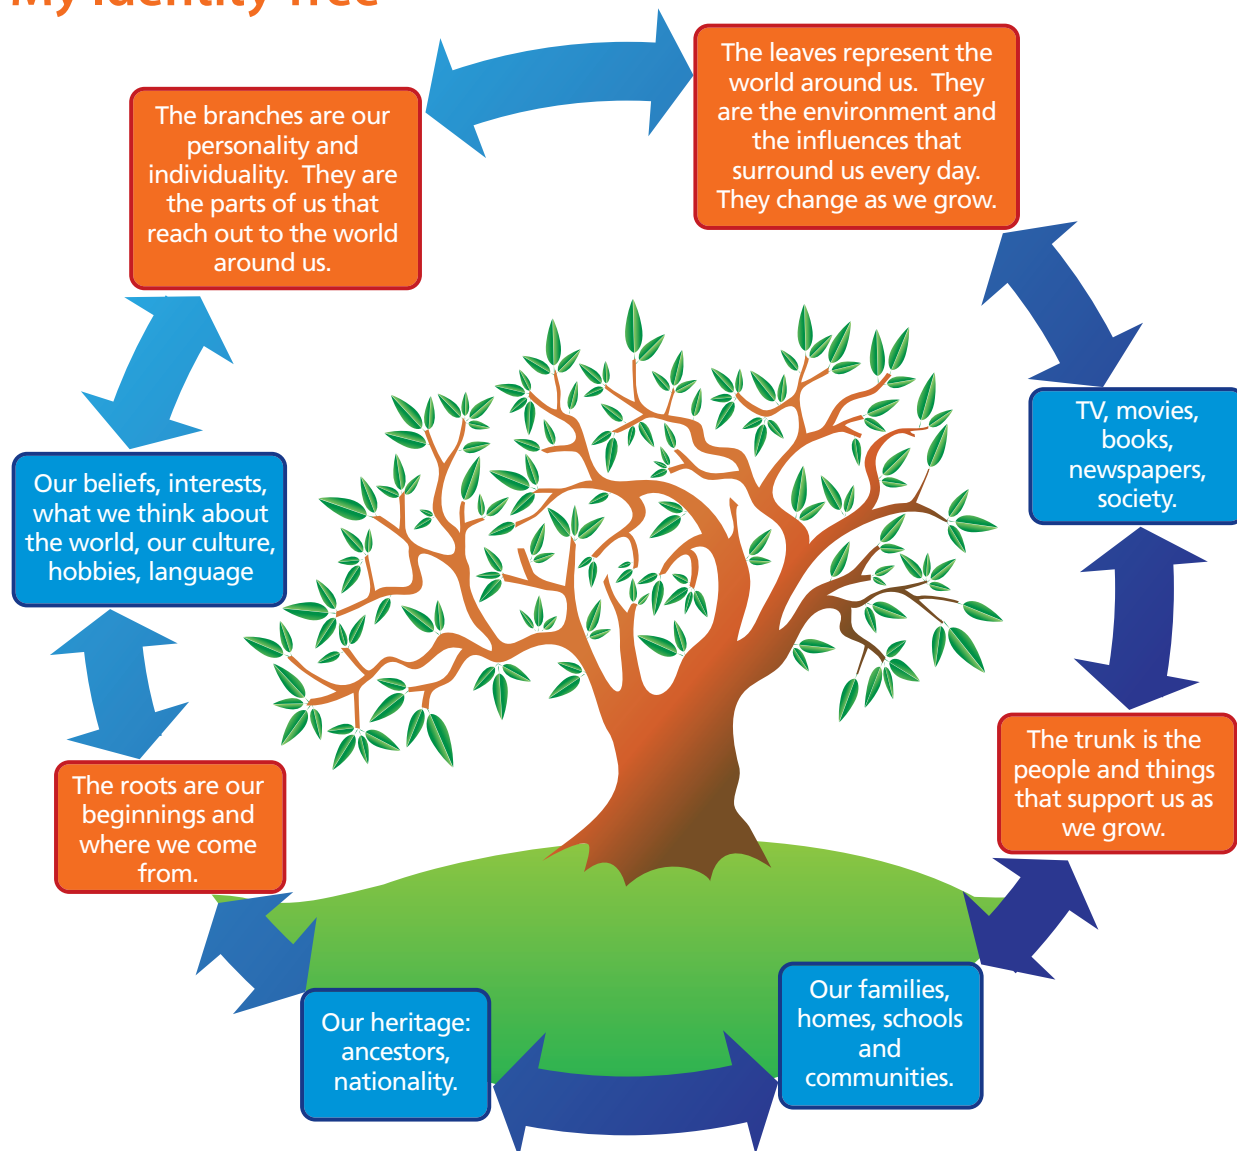 My Identity Tree
The leaves represent the
world around us. They
are the environment and
the influences that
surround us every day.
They change as we grow.
The branches are our
personality and
individuality. They are
the parts of us that
reach out to the world
around us.
TV, movies,
books,
newspapers,
society.
Our beliefs, interests,
what we think about
the world, our culture,
hobbies, language
The trunk is the
people and things
that support us as
we grow.
The roots are our
beginnings and
where we come
from.
Our families,
homes, schools
and
communities.
Our heritage:
ancestors,
nationality.